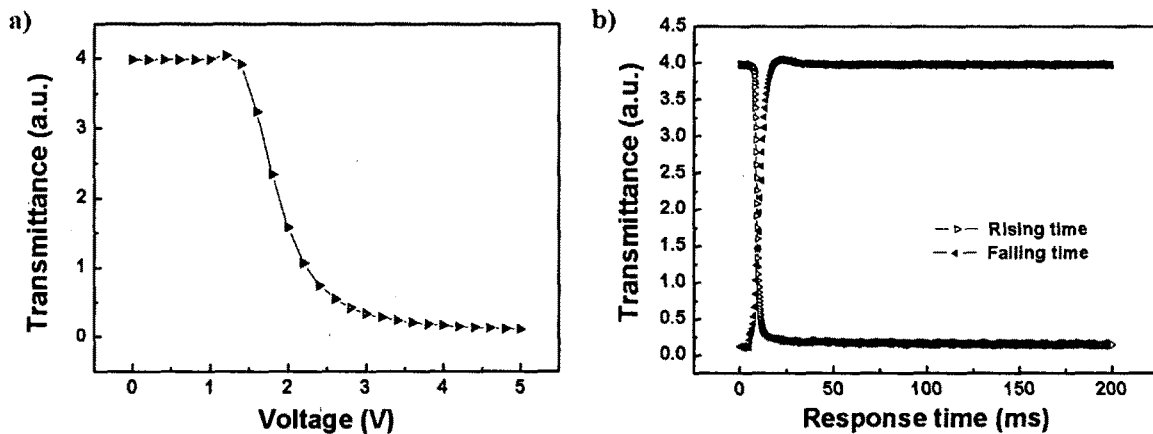 a)
Transmittance (a.u.)
4
3
2
1
0
0 1 2 3 4 5
Voltage (V)
b)
Transmittance (a.u.)
4.5
4.0
3.5
3.0
2.5
2.0
1.5
1.0
0.5
0.0
Rising time
Falling time
0 50 100 150 200
Response time (ms)